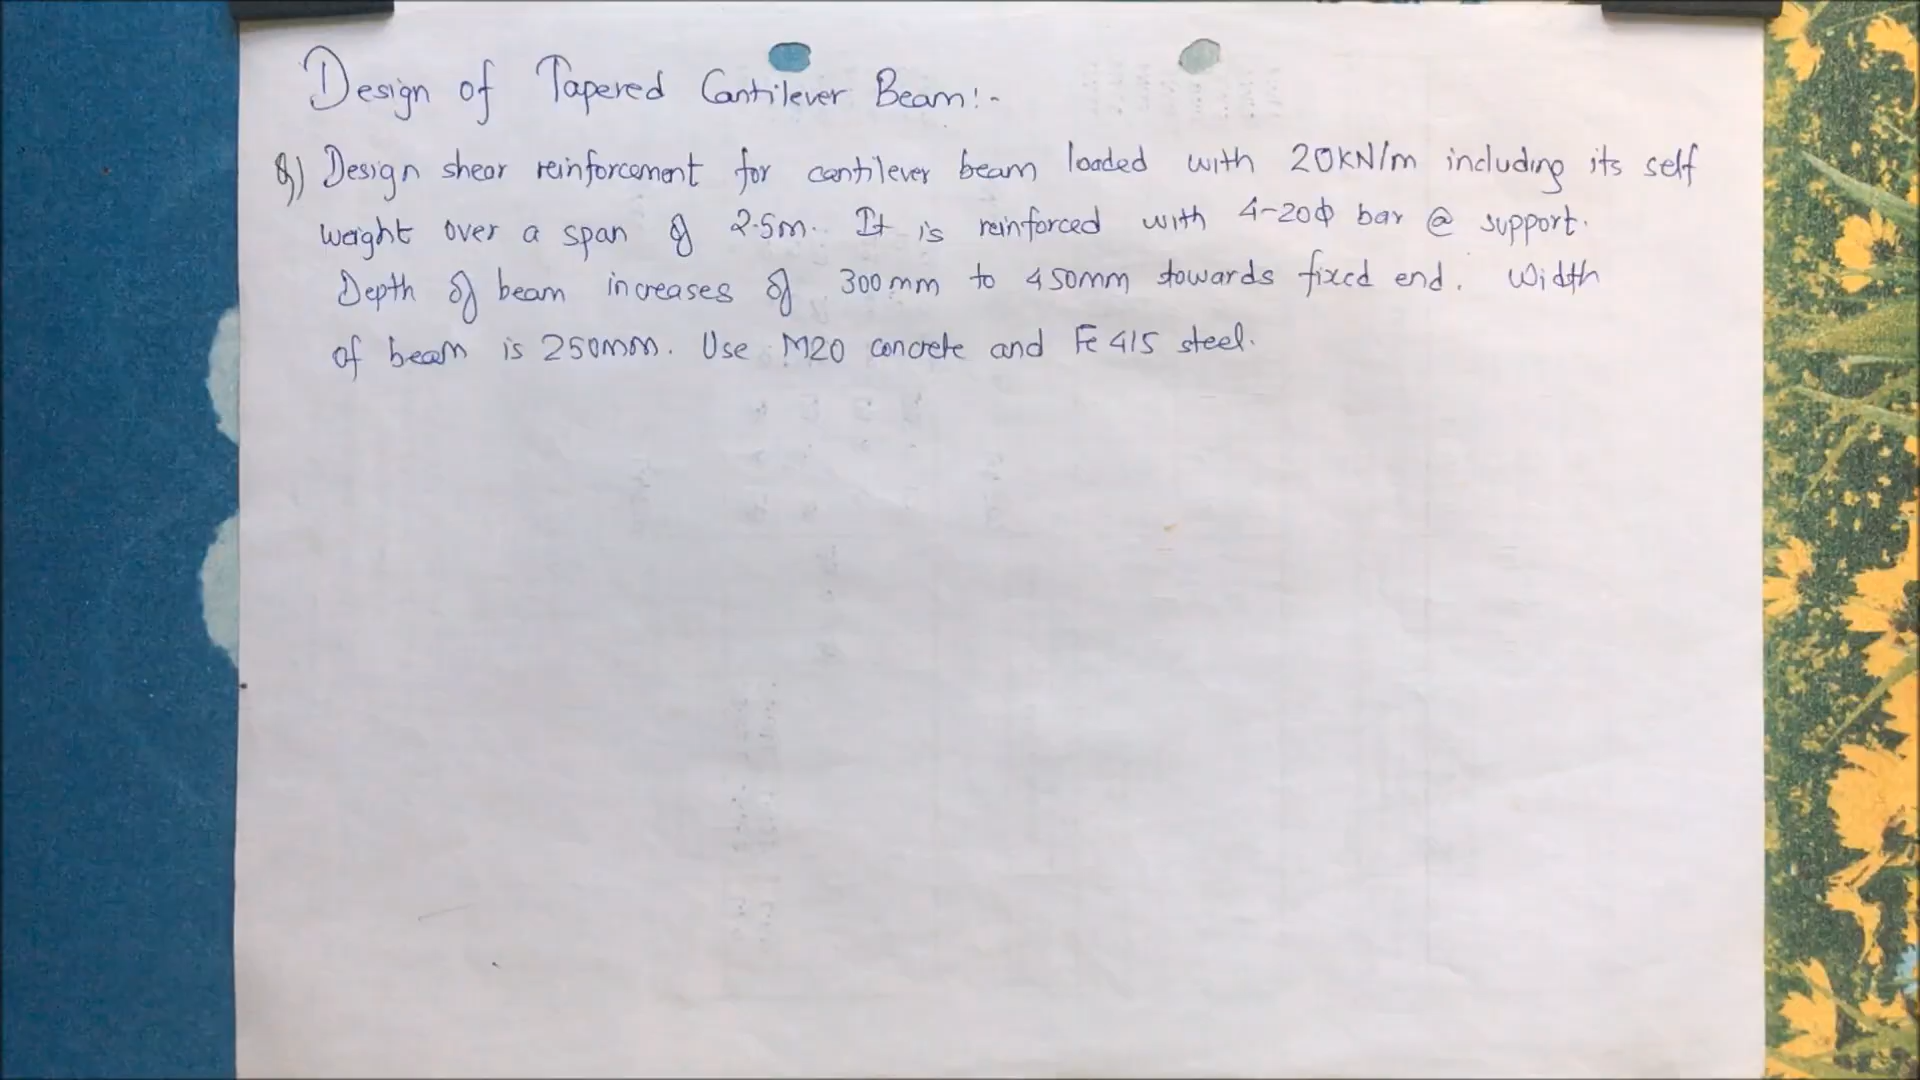 Design of Tapered Cantilever Beam:-
Q) Design shear reinforcement for cantilever beam loaded with 20KN/m including its self
weight over a span of 2.5m. It is reinforced with 4-20ϕ bar @ support.
Depth of beam increases of 300mm to 450mm towards fixed end. Width
of beam is 250mm. Use M20 concrete and Fe 415 steel.